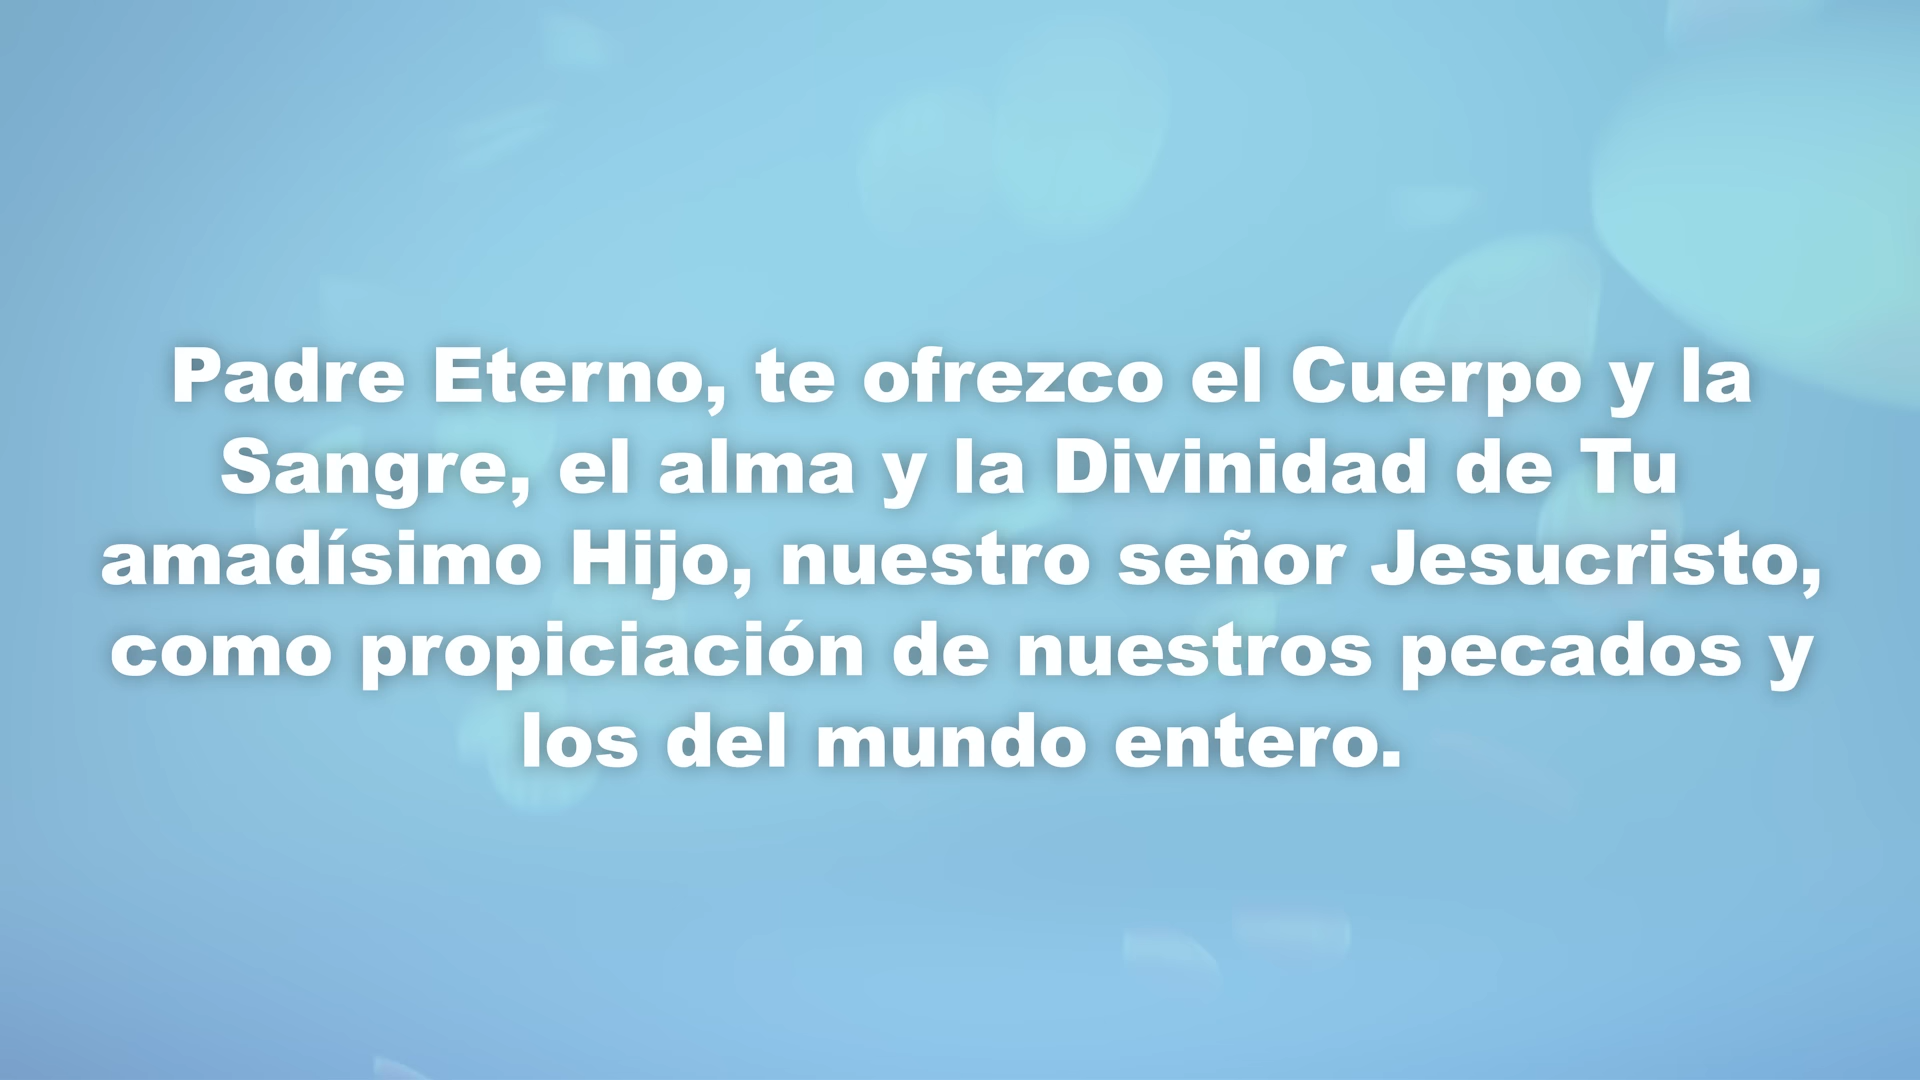 Padre Eterno, te ofrezco el Cuerpo y la
Sangre, el alma y la Divinidad de Tu
amadísimo Hijo, nuestro señor Jesucristo,
como propiciación de nuestros pecados y
los del mundo entero.